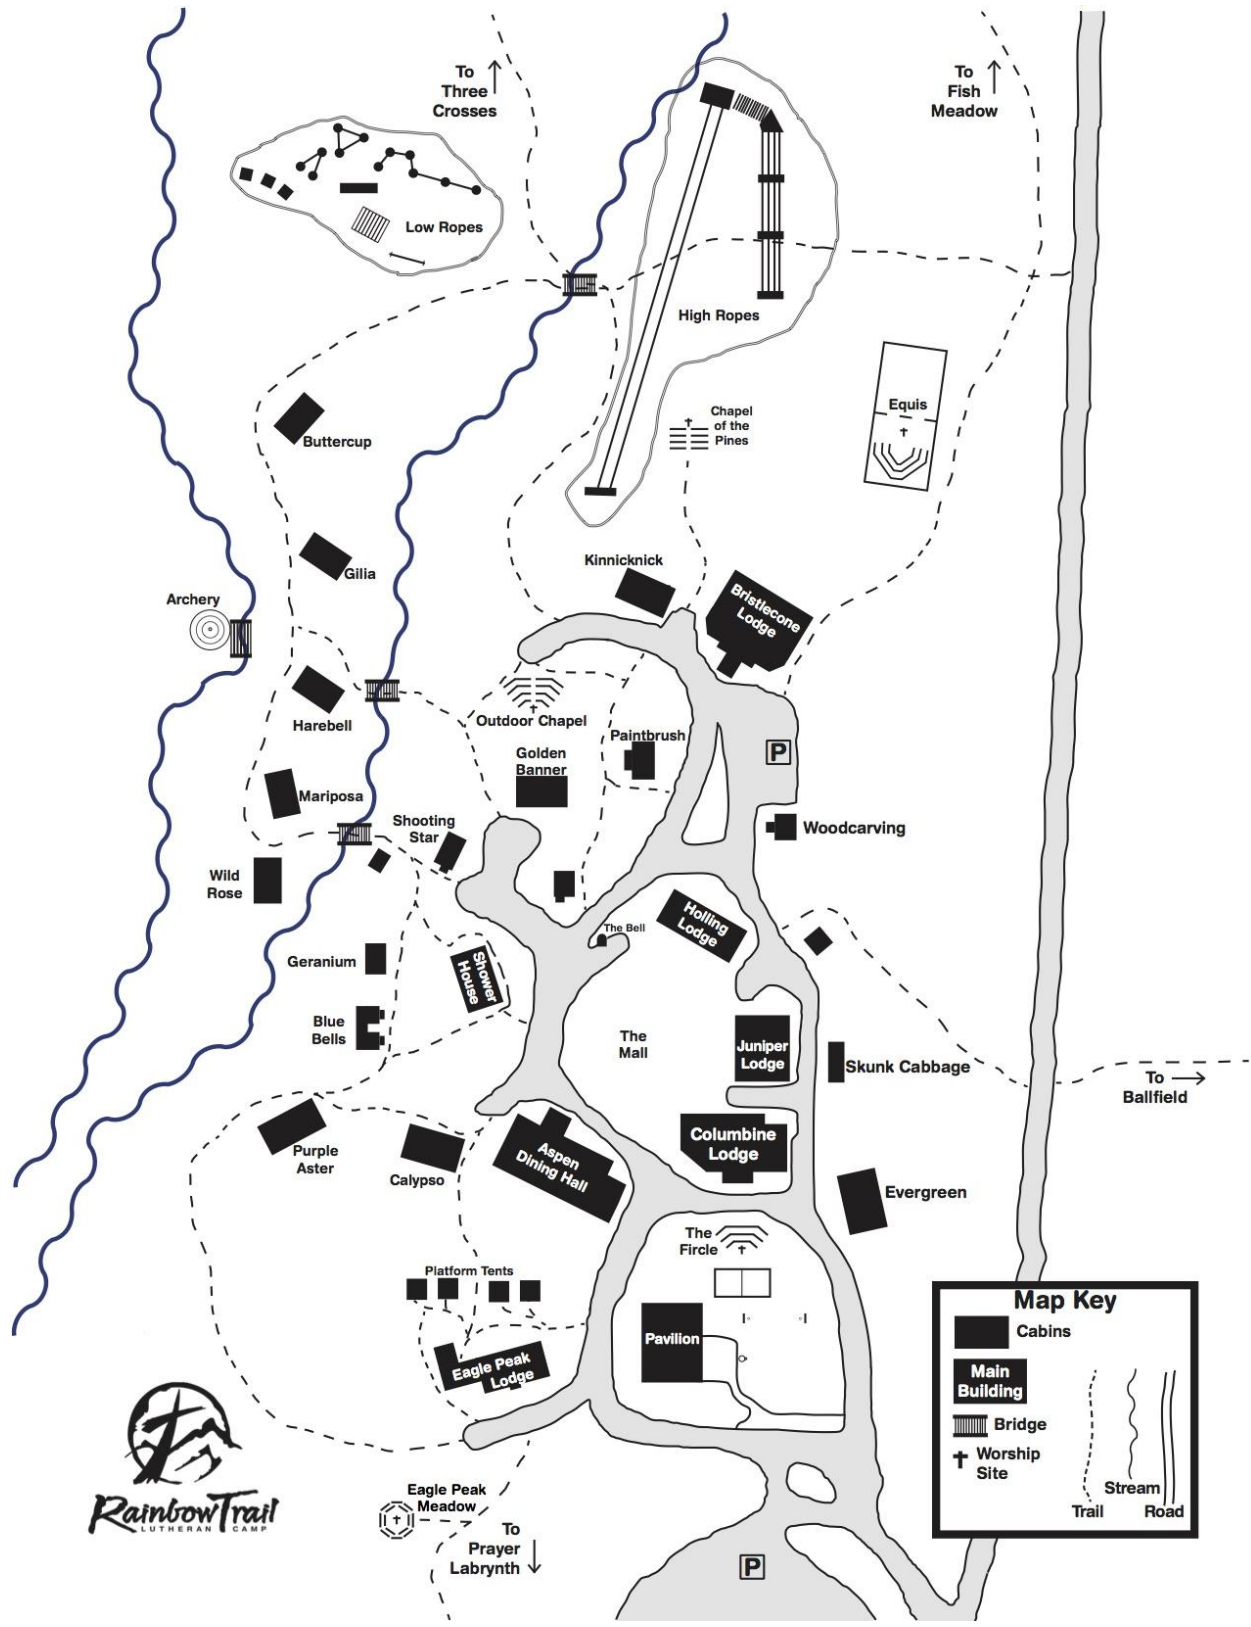 To
Three
Crosses
To
Fish
Meadow
Low Ropes
High Ropes
Equis
Chapel
of the
Pines
Buttercup
Gilia
Kinnicknick
Bristlecone
Lodge
Archery
Harebell
Outdoor Chapel
Paintbrush
Golden
Banner
P
Mariposa
Shooting
Star
Woodcarving
Wild
Rose
Holling
Lodge
The Bell
Geranium
Shower
House
Blue
Bells
The
Mall
Juniper
Lodge
Skunk Cabbage
To
Ballfield
Purple
Aster
Calypso
Aspen
Dining Hall
Columbine
Lodge
Evergreen
The
Fircle
Platform Tents
Pavilion
Eagle Peak
Lodge
Map Key
Cabins
Main
Building
Bridge
Worship
Site
Trail
Stream
Road
RainbowTrail
LUTHERAN CAMP
Eagle Peak
Meadow
To
Prayer
Labrynth
P